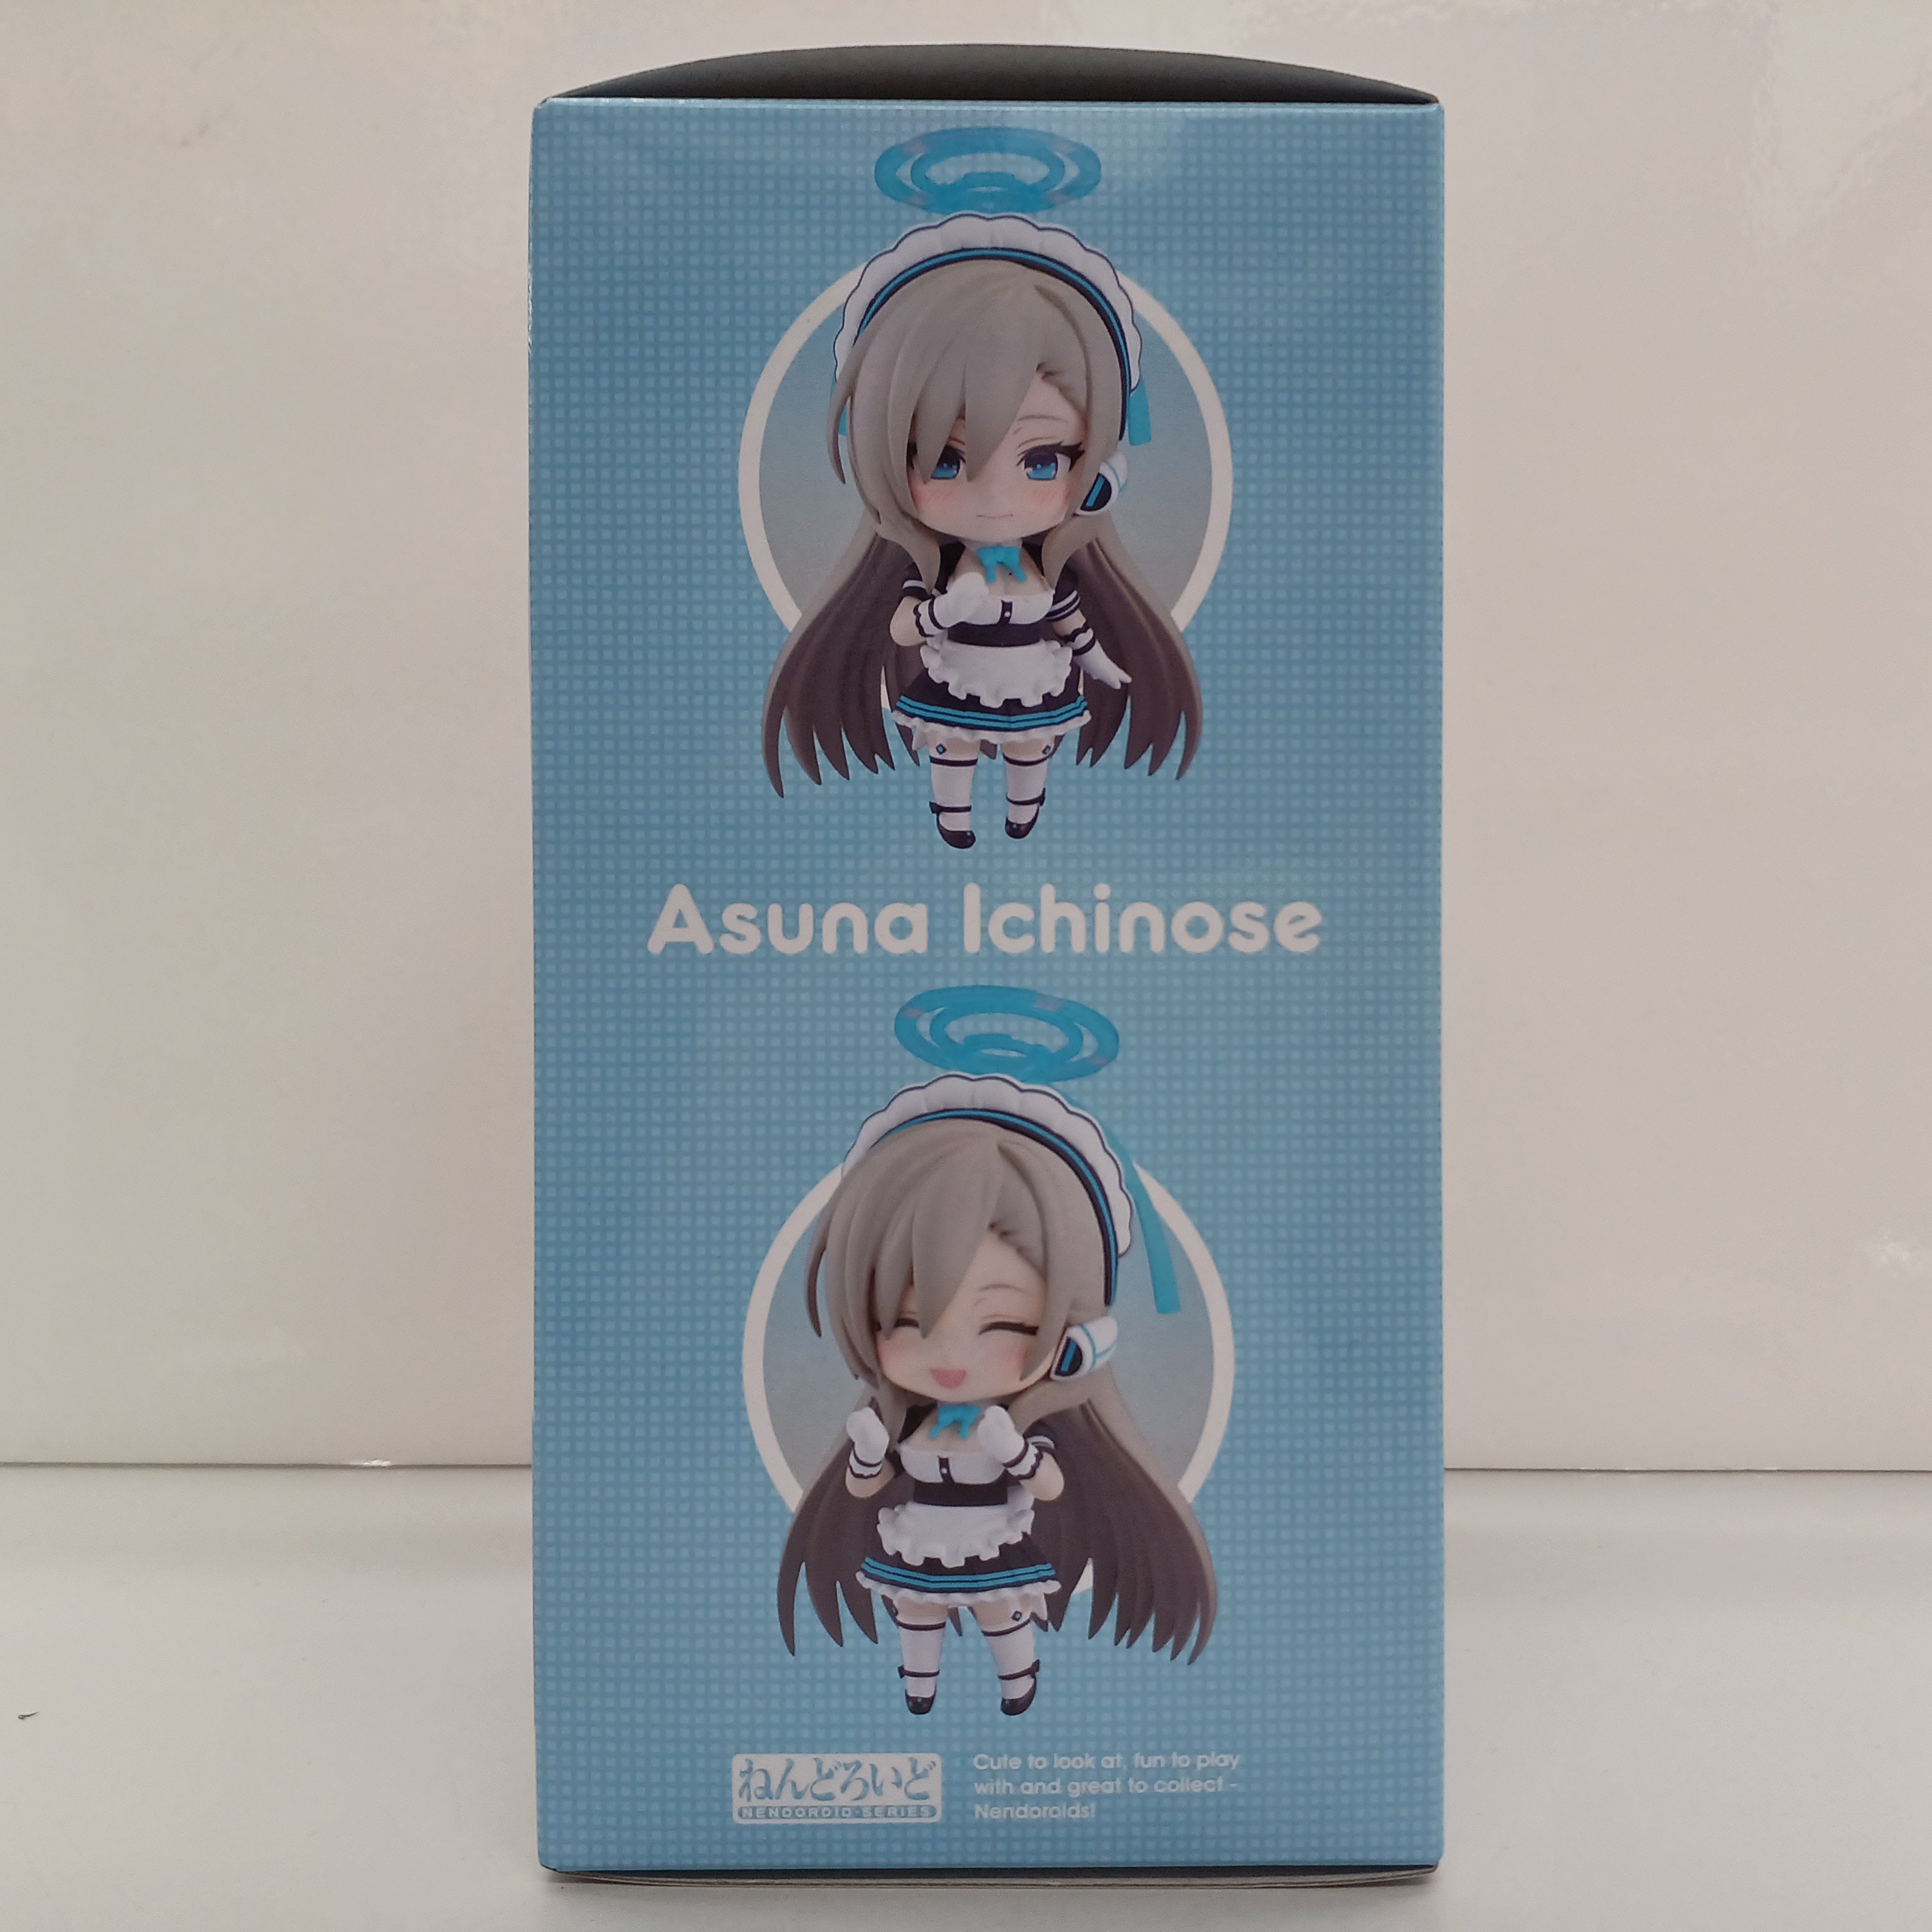 Asuna Ichinose
ねんどろいど
NENDOROID·SERIES
Cute to look at, fun to play
with and great to collect -
Nendoroids!